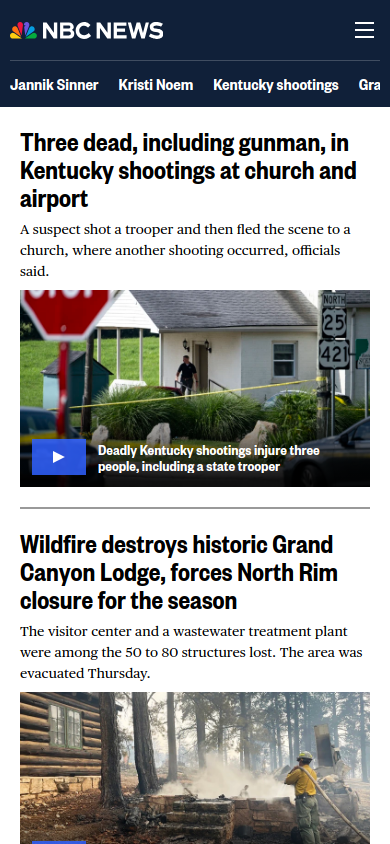 NBC NEWS
Jannik Sinner Kristi Noem Kentucky shootings Gra
Three dead, including gunman, in
Kentucky shootings at church and
airport
A suspect shot a trooper and then fled the scene to a
church, where another shooting occurred, officials
said.
STOP
NORTH
25
421
Deadly Kentucky shootings injure three
people, including a state trooper
Wildfire destroys historic Grand
Canyon Lodge, forces North Rim
closure for the season
The visitor center and a wastewater treatment plant
were among the 50 to 80 structures lost. The area was
evacuated Thursday.